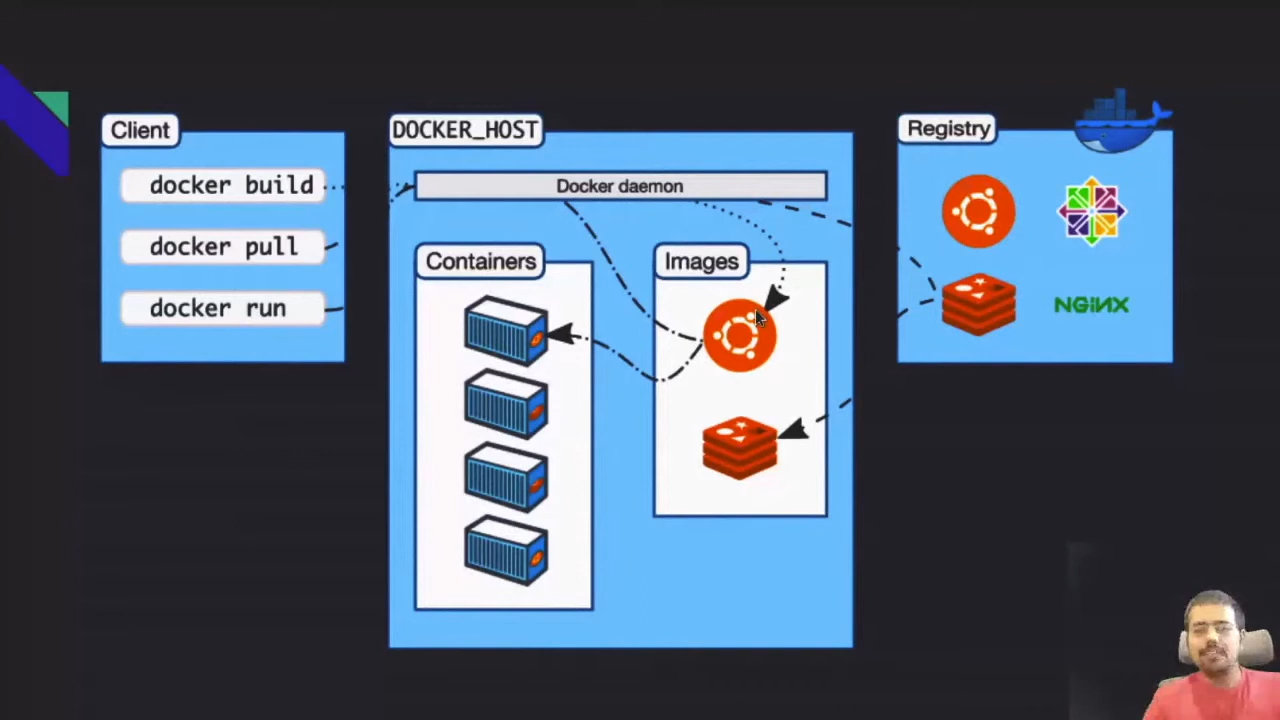 Client
docker build
docker pull
docker run
DOCKER_HOST
Docker daemon
Containers
Images
Registry
NGINX